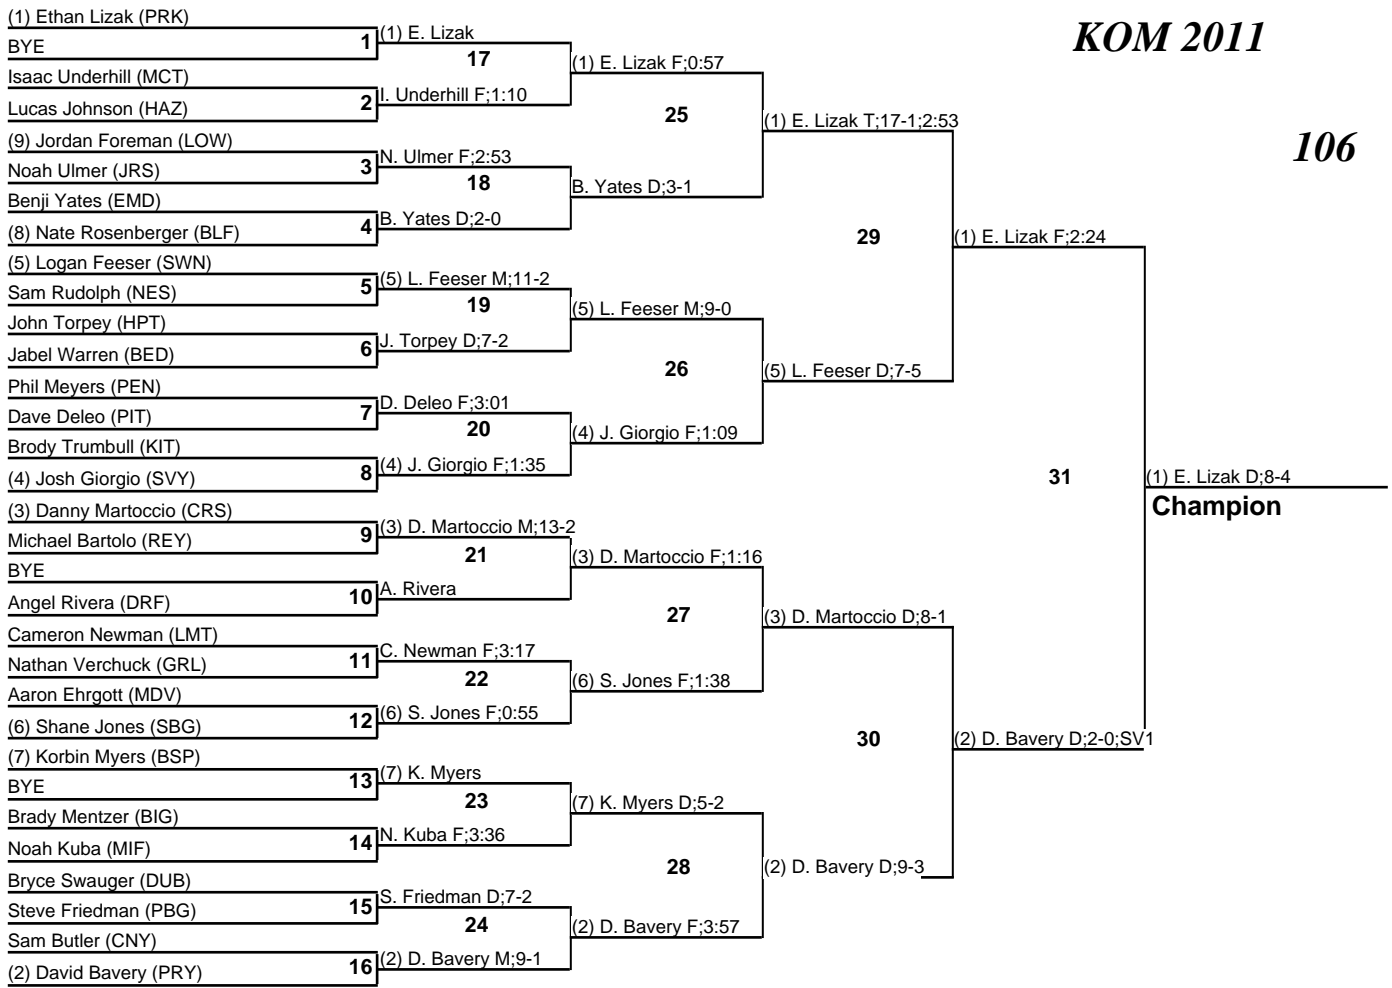 KOM 2011
106
(1) Ethan Lizak (PRK)
BYE
Isaac Underhill (MCT)
Lucas Johnson (HAZ)
(9) Jordan Foreman (LOW)
Noah Ulmer (JRS)
Benji Yates (EMD)
(8) Nate Rosenberger (BLF)
(5) Logan Feeser (SWN)
Sam Rudolph (NES)
John Torpey (HPT)
Jabel Warren (BED)
Phil Meyers (PEN)
Dave Deleo (PIT)
Brody Trumbull (KIT)
(4) Josh Giorgio (SVY)
(3) Danny Martoccio (CRS)
Michael Bartolo (REY)
BYE
Angel Rivera (DRF)
Cameron Newman (LMT)
Nathan Verchuck (GRL)
Aaron Ehrgott (MDV)
(6) Shane Jones (SBG)
(7) Korbin Myers (BSP)
BYE
Brady Mentzer (BIG)
Noah Kuba (MIF)
Bryce Swauger (DUB)
Steve Friedman (PBG)
Sam Butler (CNY)
(2) David Bavery (PRY)
1
2
3
4
5
6
7
8
9
10
11
12
13
14
15
16
(1) E. Lizak
I. Underhill F;1:10
N. Ulmer F;2:53
B. Yates D;2-0
(5) L. Feeser M;11-2
J. Torpey D;7-2
D. Deleo F;3:01
(4) J. Giorgio F;1:35
(3) D. Martoccio M;13-2
A. Rivera
C. Newman F;3:17
(6) S. Jones F;0:55
(7) K. Myers
N. Kuba F;3:36
S. Friedman D;7-2
(2) D. Bavery M;9-1
17
18
19
20
21
22
23
24
(1) E. Lizak F;0:57
B. Yates D;3-1
(5) L. Feeser M;9-0
(4) J. Giorgio F;1:09
(3) D. Martoccio F;1:16
(6) S. Jones F;1:38
(7) K. Myers D;5-2
(2) D. Bavery F;3:57
25
26
27
28
(1) E. Lizak T;17-1;2:53
(5) L. Feeser D;7-5
(3) D. Martoccio D;8-1
(2) D. Bavery D;9-3
29
30
(1) E. Lizak F;2:24
(2) D. Bavery D;2-0;SV1
31
(1) E. Lizak D;8-4
Champion